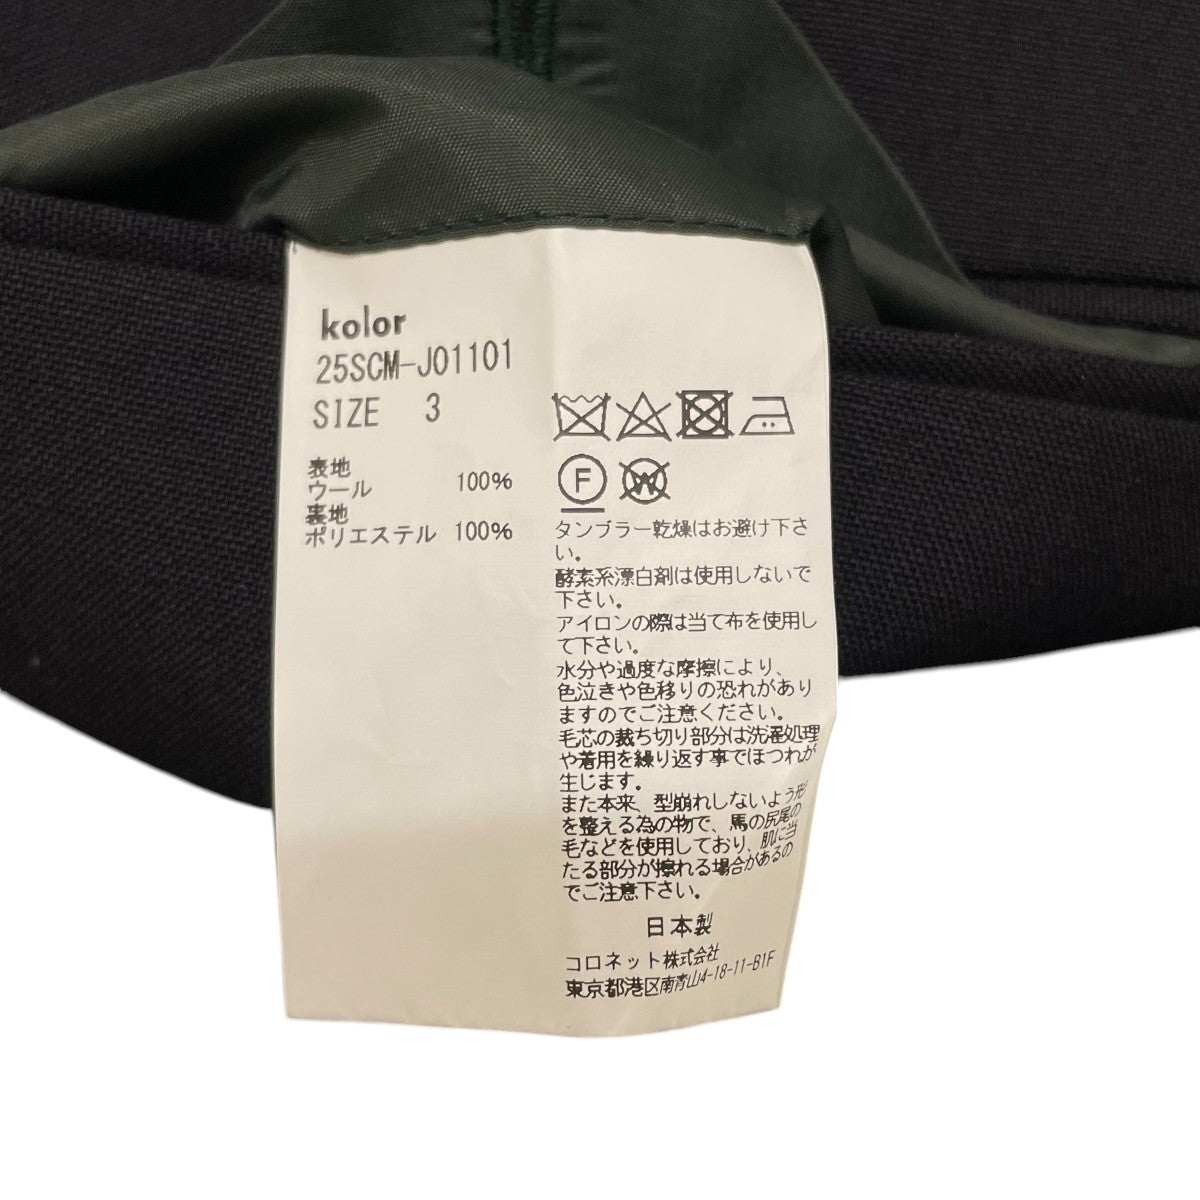 kolor
25SCM-J01101
SIZE 3
表地
ウール 100%
裏地
ポリエステル 100%
F
W
タンブラー乾燥はお避け下さ
い。
酵素系漂白剤は使用しないで
下さい。
アイロンの際は当て布を使用し
て下さい。
水分や過度な摩擦により、
色泣きや色移りの恐れがあり
ますのでご注意ください。
毛芯の裁ち切り部分は洗濯処理
や着用を繰り返す事でほつれが
生じます。
また本来、型崩れしないよう形
を整える為の物で、馬の尻尾の
毛などを使用しており、肌に当
たる部分が擦れる場合があるの
でご注意下さい。
日本製
コロネット株式会社
東京都港区南青山4-18-11-B1F